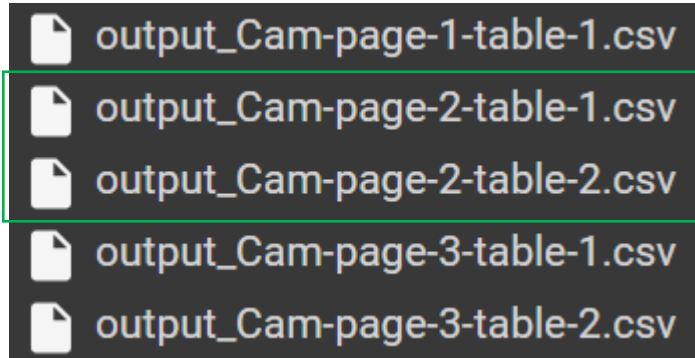 output_Cam-page-1-table-1.csv
output_Cam-page-2-table-1.csv
output_Cam-page-2-table-2.csv
output_Cam-page-3-table-1.csv
output_Cam-page-3-table-2.csv